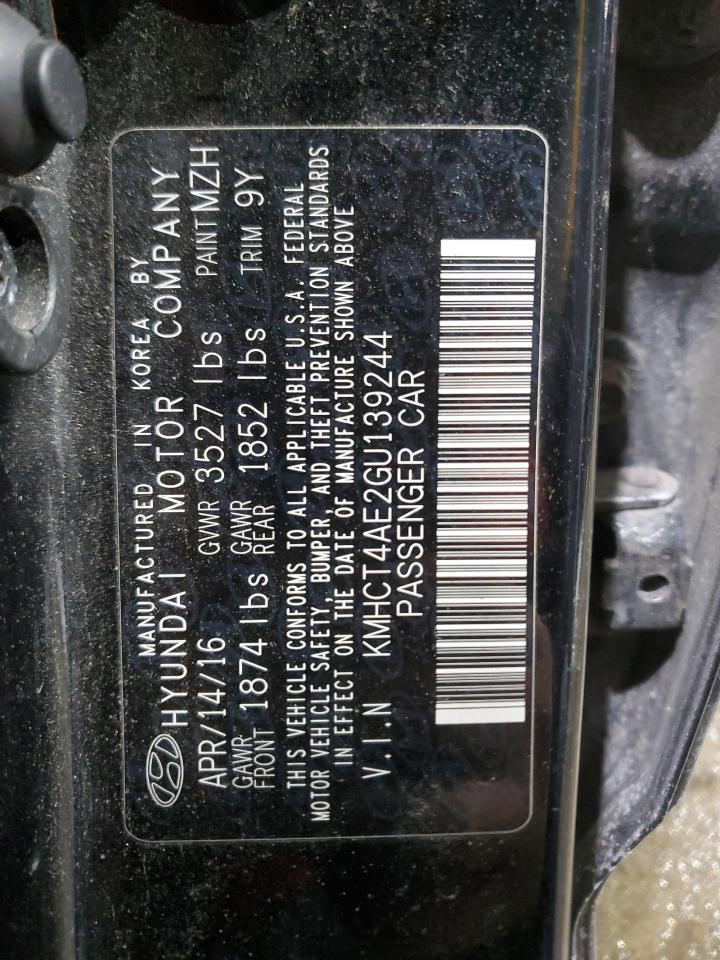 MANUFACTURED IN KOREA BY
HYUNDAI MOTOR COMPANY
APR/14/16 GVWR 3527 lbs PAINT MZH
GAWR FRONT 1874 lbs GAWR REAR 1852 lbs TRIM 9Y
THIS VEHICLE CONFORMS TO ALL APPLICABLE U.S.A. FEDERAL
MOTOR VEHICLE SAFETY, BUMPER, AND THEFT PREVENTION STANDARDS
IN EFFECT ON THE DATE OF MANUFACTURE SHOWN ABOVE
V.I.N KMHCT4AE2GU139244
PASSENGER CAR